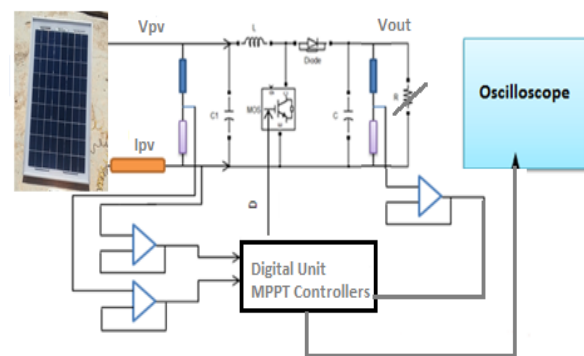 Vpv
L
Vout
Diode
Oscilloscope
C1
MOS
C
R
Ipv
D
Digital Unit
MPPT Controllers